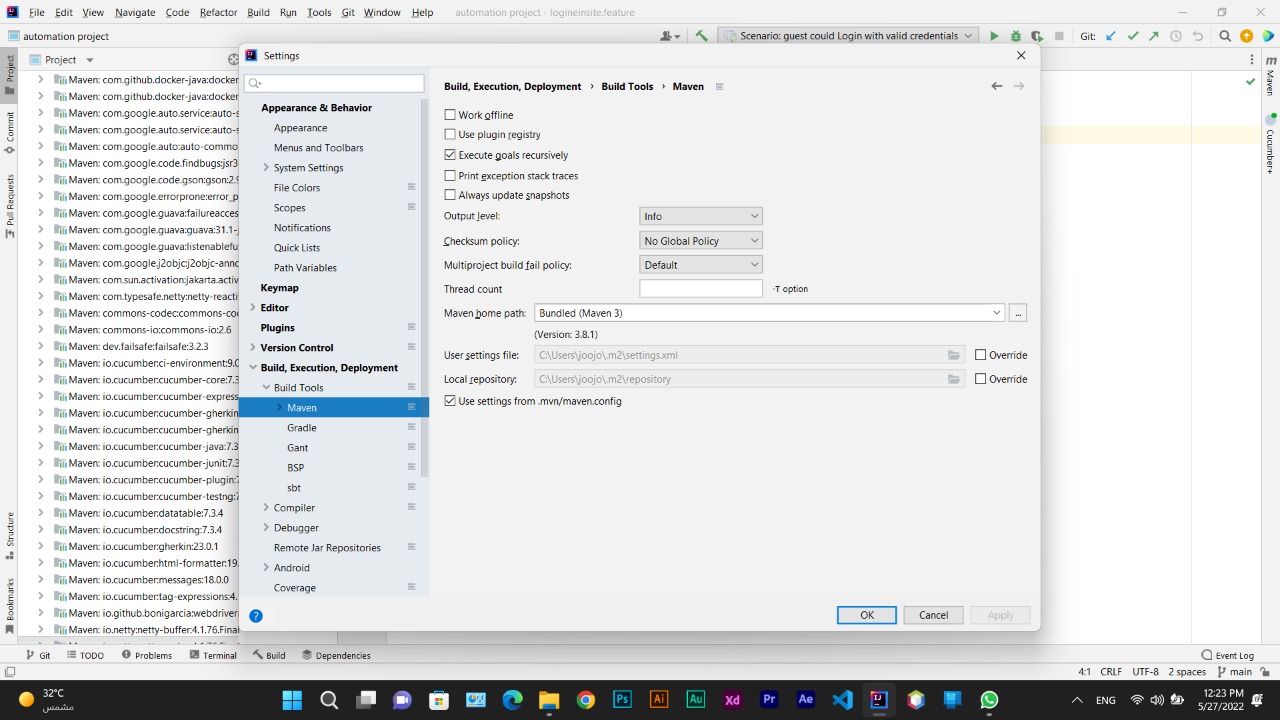 File Edit View Navigate Code Refactor Build Run Tools Git Window Help automation project - logineinsite.feature
automation project
Scenario: guest could Login with valid credentials
Git:
Project
Maven: com.github.docker-java:docker
Maven: com.github.docker-java:docker
Maven: com.google.auto.service:auto-s
Maven: com.google.auto.service:auto-s
Maven: com.google.auto:auto-commo
Maven: com.google.code.findbugs:jsr30
Maven: com.google.code.gson:gson:2.9
Maven: com.google.errorprone:error_p
Maven: com.google.guava:failureacces
Maven: com.google.guava:guava:31.1-j
Maven: com.google.guava:listenablefu
Maven: com.google.j2objc:j2objc-anno
Maven: com.sun.activation:jakarta.acti
Maven: com.typesafe.netty:netty-reacti
Maven: commons-codec:commons-cod
Maven: commons-io:commons-io:2.6
Maven: dev.failsafe:failsafe:3.2.3
Maven: io.cucumber:ci-environment:9.0
Maven: io.cucumber:cucumber-core:7.3
Maven: io.cucumber:cucumber-express
Maven: io.cucumber:cucumber-gherkin
Maven: io.cucumber:cucumber-gherkin
Maven: io.cucumber:cucumber-java:7.3
Maven: io.cucumber:cucumber-junit:7.3
Maven: io.cucumber:cucumber-plugin:7
Maven: io.cucumber:cucumber-testng:7
Maven: io.cucumber:datatable:7.3.4
Maven: io.cucumber:docstring:7.3.4
Maven: io.cucumber:gherkin:23.0.1
Maven: io.cucumber:html-formatter:19.
Maven: io.cucumber:messages:18.0.0
Maven: io.cucumber:tag-expressions:4.
Maven: io.github.bonigarcia:webdriver
Maven: io.netty:netty-buffer:4.1.76.Final
Project
Commit
Pull Requests
Structure
Bookmarks
Settings
Appearance & Behavior
Appearance
Menus and Toolbars
System Settings
File Colors
Scopes
Notifications
Quick Lists
Path Variables
Keymap
Editor
Plugins
Version Control
Build, Execution, Deployment
Build Tools
Maven
Gradle
Gant
BSP
sbt
Compiler
Debugger
Remote Jar Repositories
Android
Coverage
Build, Execution, Deployment › Build Tools › Maven
Work offline
Use plugin registry
Execute goals recursively
Print exception stack traces
Always update snapshots
Output level: Info
Checksum policy: No Global Policy
Multiproject build fail policy: Default
Thread count -T option
Maven home path: Bundled (Maven 3) ...
(Version: 3.8.1)
User settings file: C:\Users\joojo\.m2\settings.xml Override
Local repository: C:\Users\joojo\.m2\repository Override
Use settings from .mvn/maven.config
? OK Cancel Apply
m
Maven
Cucumber+
Git TODO Problems Terminal Build Dependencies Event Log
4:1 CRLF UTF-8 2 spaces main
32°C
مشمس
Ps Ai Au Xd Pr Ae
ENG
12:23 PM
5/27/2022